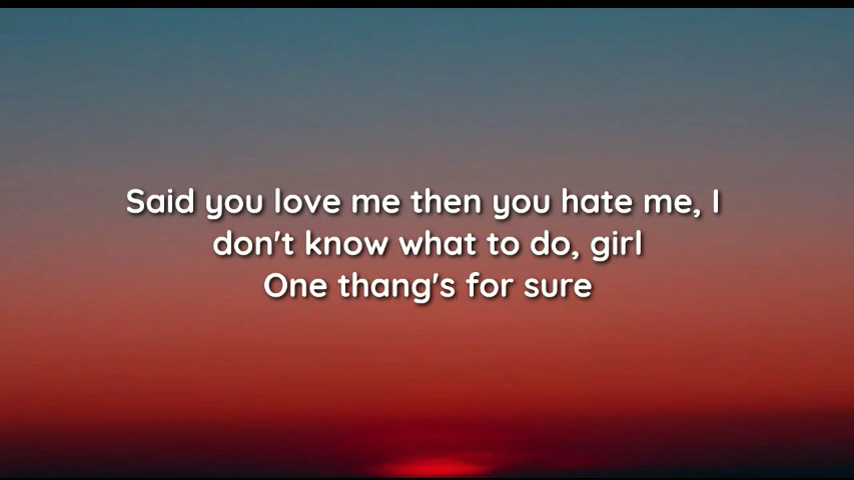 Said you love me then you hate me, I
don't know what to do, girl
One thang's for sure